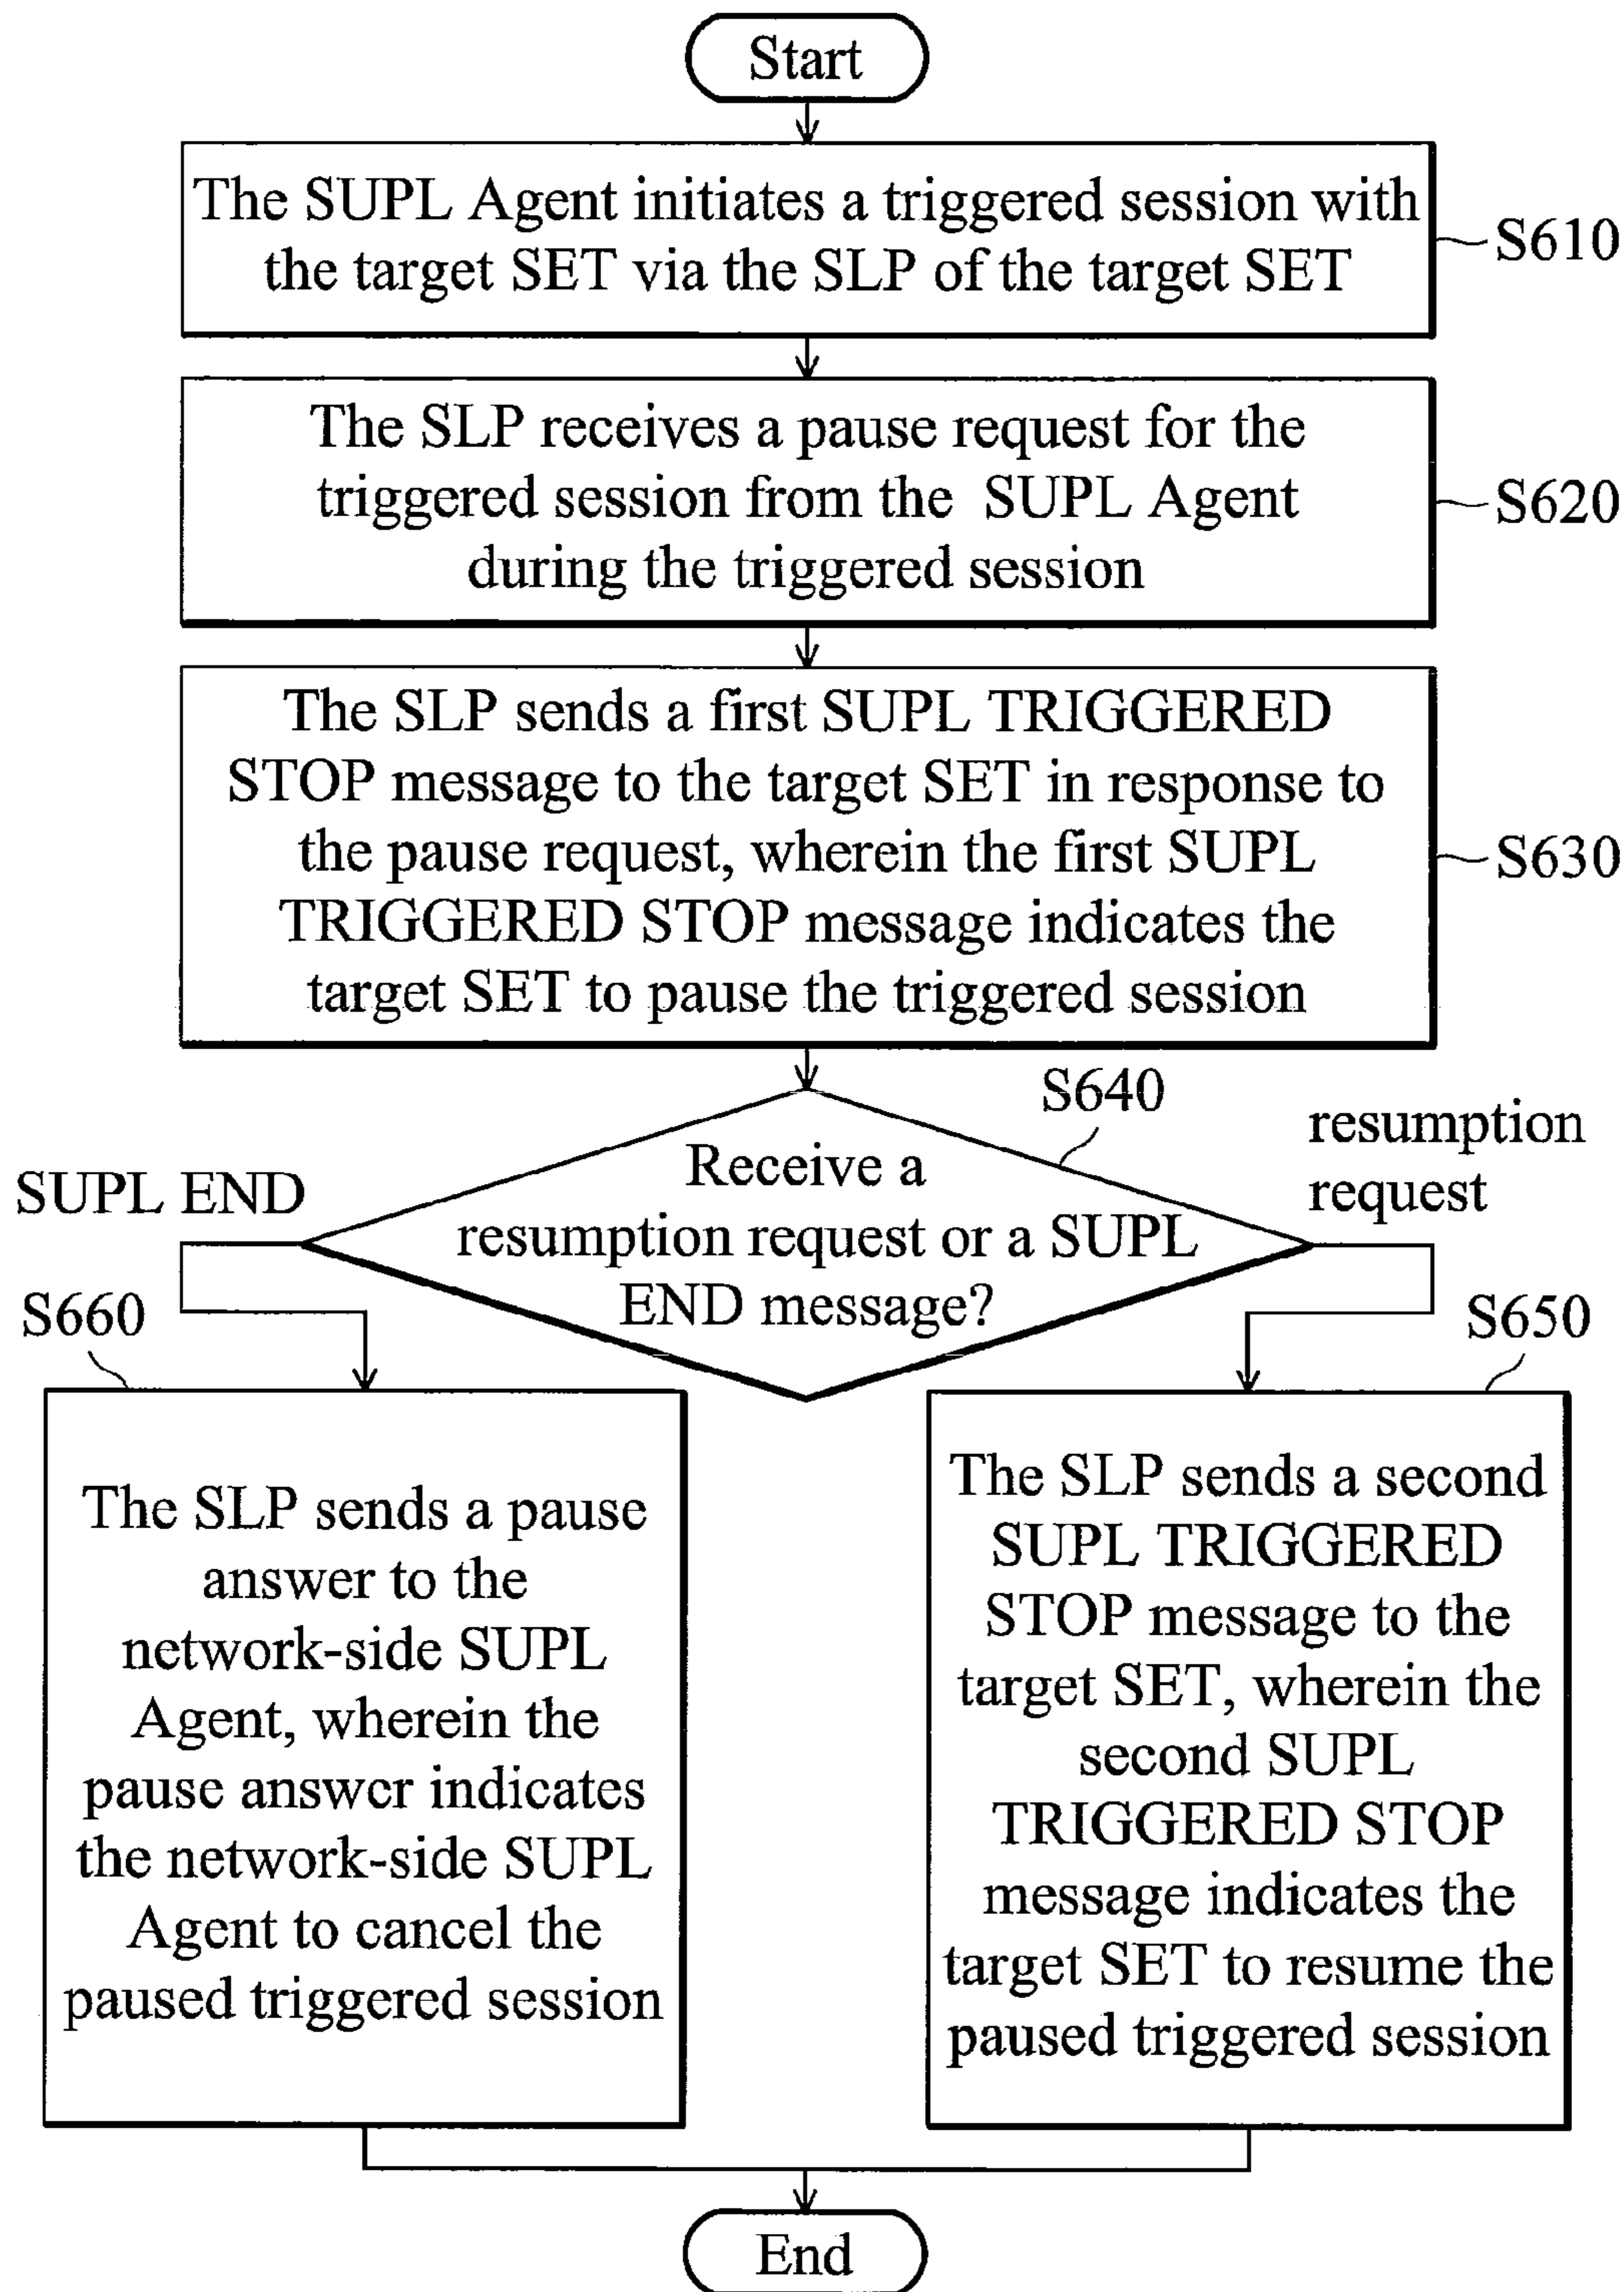 Start
The SUPL Agent initiates a triggered session with
the target SET via the SLP of the target SET
S610
The SLP receives a pause request for the
triggered session from the SUPL Agent
during the triggered session
S620
The SLP sends a first SUPL TRIGGERED
STOP message to the target SET in response to
the pause request, wherein the first SUPL
TRIGGERED STOP message indicates the
target SET to pause the triggered session
S630
S640
Receive a
resumption request or a SUPL
END message?
SUPL END
resumption
request
S660
The SLP sends a pause
answer to the
network-side SUPL
Agent, wherein the
pause answer indicates
the network-side SUPL
Agent to cancel the
paused triggered session
S650
The SLP sends a second
SUPL TRIGGERED
STOP message to the
target SET, wherein the
second SUPL
TRIGGERED STOP
message indicates the
target SET to resume the
paused triggered session
End